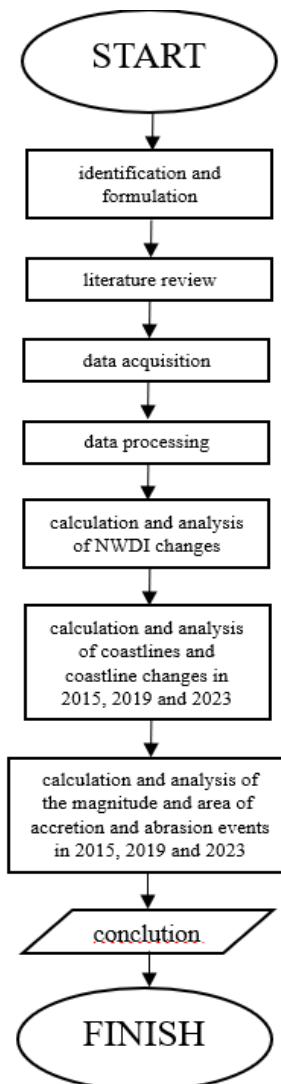 START
identification and
formulation
literature review
data acquisition
data processing
calculation and analysis
of NWDI changes
calculation and analysis
of coastlines and
coastline changes in
2015, 2019 and 2023
calculation and analysis of
the magnitude and area of
accretion and abrasion events
in 2015, 2019 and 2023
conclution
FINISH